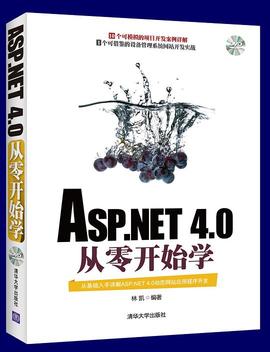 10个可模拟的项目开发案例详解
1个可借鉴的设备管理系统网站开发实战
ASP.NET 4.0
从零开始学
从基础入手详解ASP.NET 4.0动态网站应用程序开发
林 凯 编著
清华大学出版社
ASP.NET 4.0
从零开始学
清华大学出版社